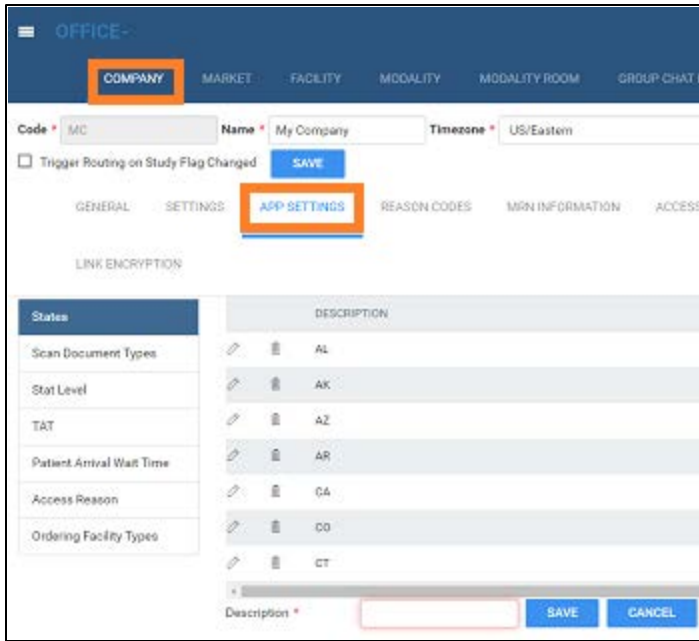 OFFICE-
COMPANY MARKET FACILITY MODALITY MODALITY ROOM GROUP CHAT
Code * MC Name * My Company Timezone * US/Eastern
Trigger Routing on Study Flag Changed SAVE
GENERAL SETTINGS APP SETTINGS REASON CODES MRN INFORMATION ACCESS
LINK ENCRYPTION
States DESCRIPTION
Scan Document Types AL
Stat Level AK
TAT AZ
Patient Arrival Wait Time AR
Access Reason CA
Ordering Facility Types CO
CT
Description * SAVE CANCEL